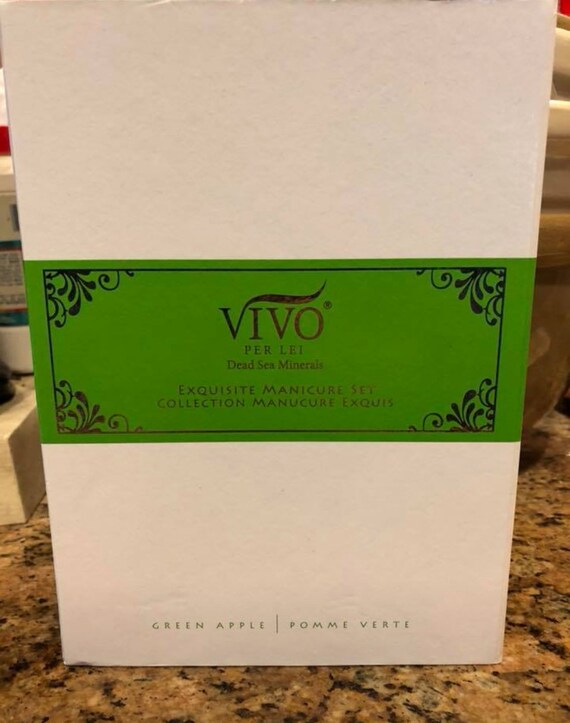 VIVO®
PER LEI
Dead Sea Minerals
EXQUISITE MANICURE SET
COLLECTION MANUCURE EXQUIS
GREEN APPLE | POMME VERTE